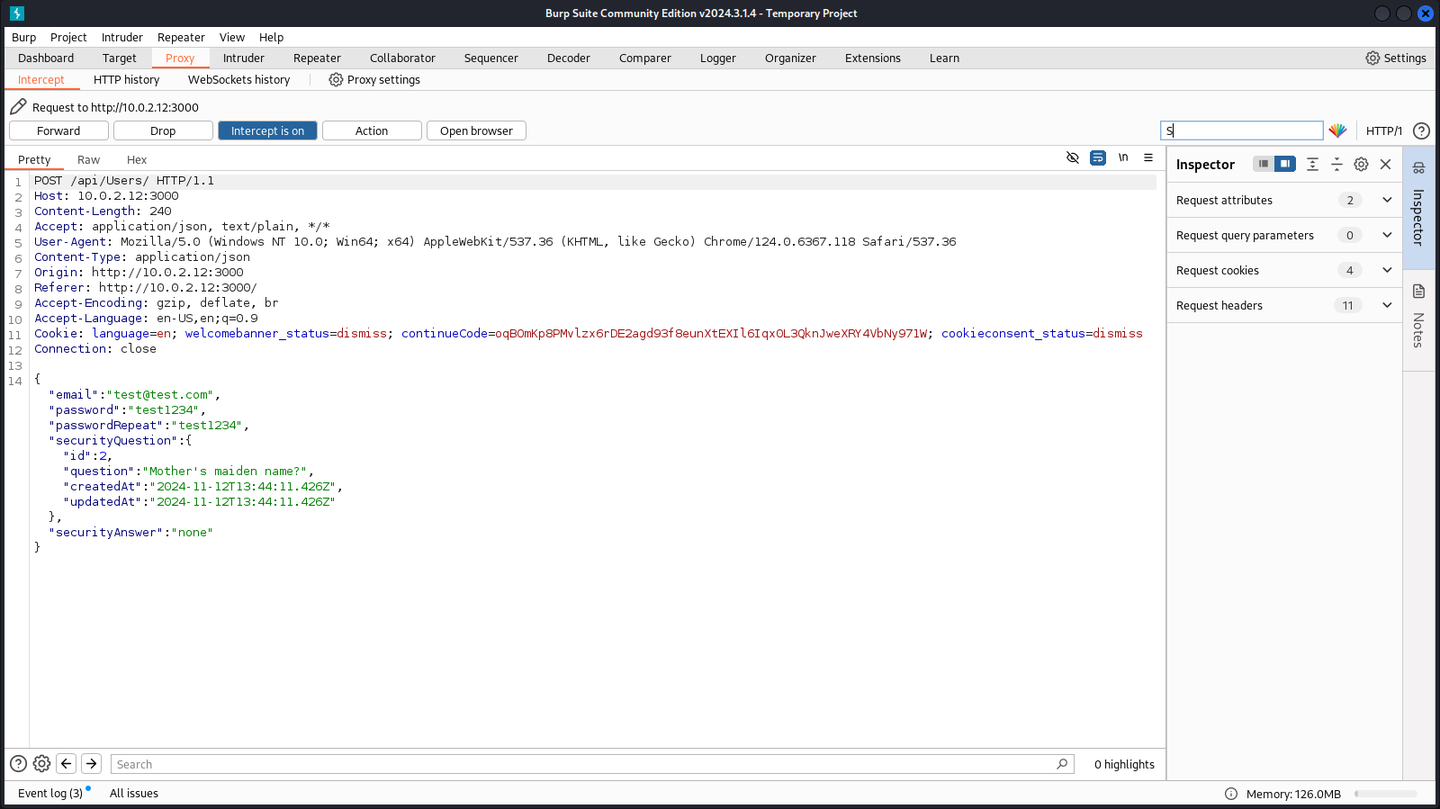 Burp Suite Community Edition v2024.3.1.4 - Temporary Project
Burp Project Intruder Repeater View Help
Dashboard Target Proxy Intruder Repeater Collaborator Sequencer Decoder Comparer Logger Organizer Extensions Learn Settings
Intercept HTTP history WebSockets history Proxy settings
Request to http://10.0.2.12:3000
Forward Drop Intercept is on Action Open browser S HTTP/1 ?
Pretty Raw Hex \n
Inspector
1 POST /api/Users/ HTTP/1.1
2 Host: 10.0.2.12:3000
3 Content-Length: 240
4 Accept: application/json, text/plain, */*
5 User-Agent: Mozilla/5.0 (Windows NT 10.0; Win64; x64) AppleWebKit/537.36 (KHTML, like Gecko) Chrome/124.0.6367.118 Safari/537.36
6 Content-Type: application/json
7 Origin: http://10.0.2.12:3000
8 Referer: http://10.0.2.12:3000/
9 Accept-Encoding: gzip, deflate, br
10 Accept-Language: en-US,en;q=0.9
11 Cookie: language=en; welcomebanner_status=dismiss; continueCode=oqBOmKp8PMvlzx6rDE2agd93f8eunXtEXIl6IqxOL3QknJweXRY4VbNy971W; cookieconsent_status=dismiss
12 Connection: close
13
14 {
"email":"test@test.com",
"password":"test1234",
"passwordRepeat":"test1234",
"securityQuestion":{
"id":2,
"question":"Mother's maiden name?",
"createdAt":"2024-11-12T13:44:11.426Z",
"updatedAt":"2024-11-12T13:44:11.426Z"
},
"securityAnswer":"none"
}
Request attributes 2
Request query parameters 0
Request cookies 4
Request headers 11
Inspector
Notes
? Search 0 highlights
Event log (3) All issues Memory: 126.0MB